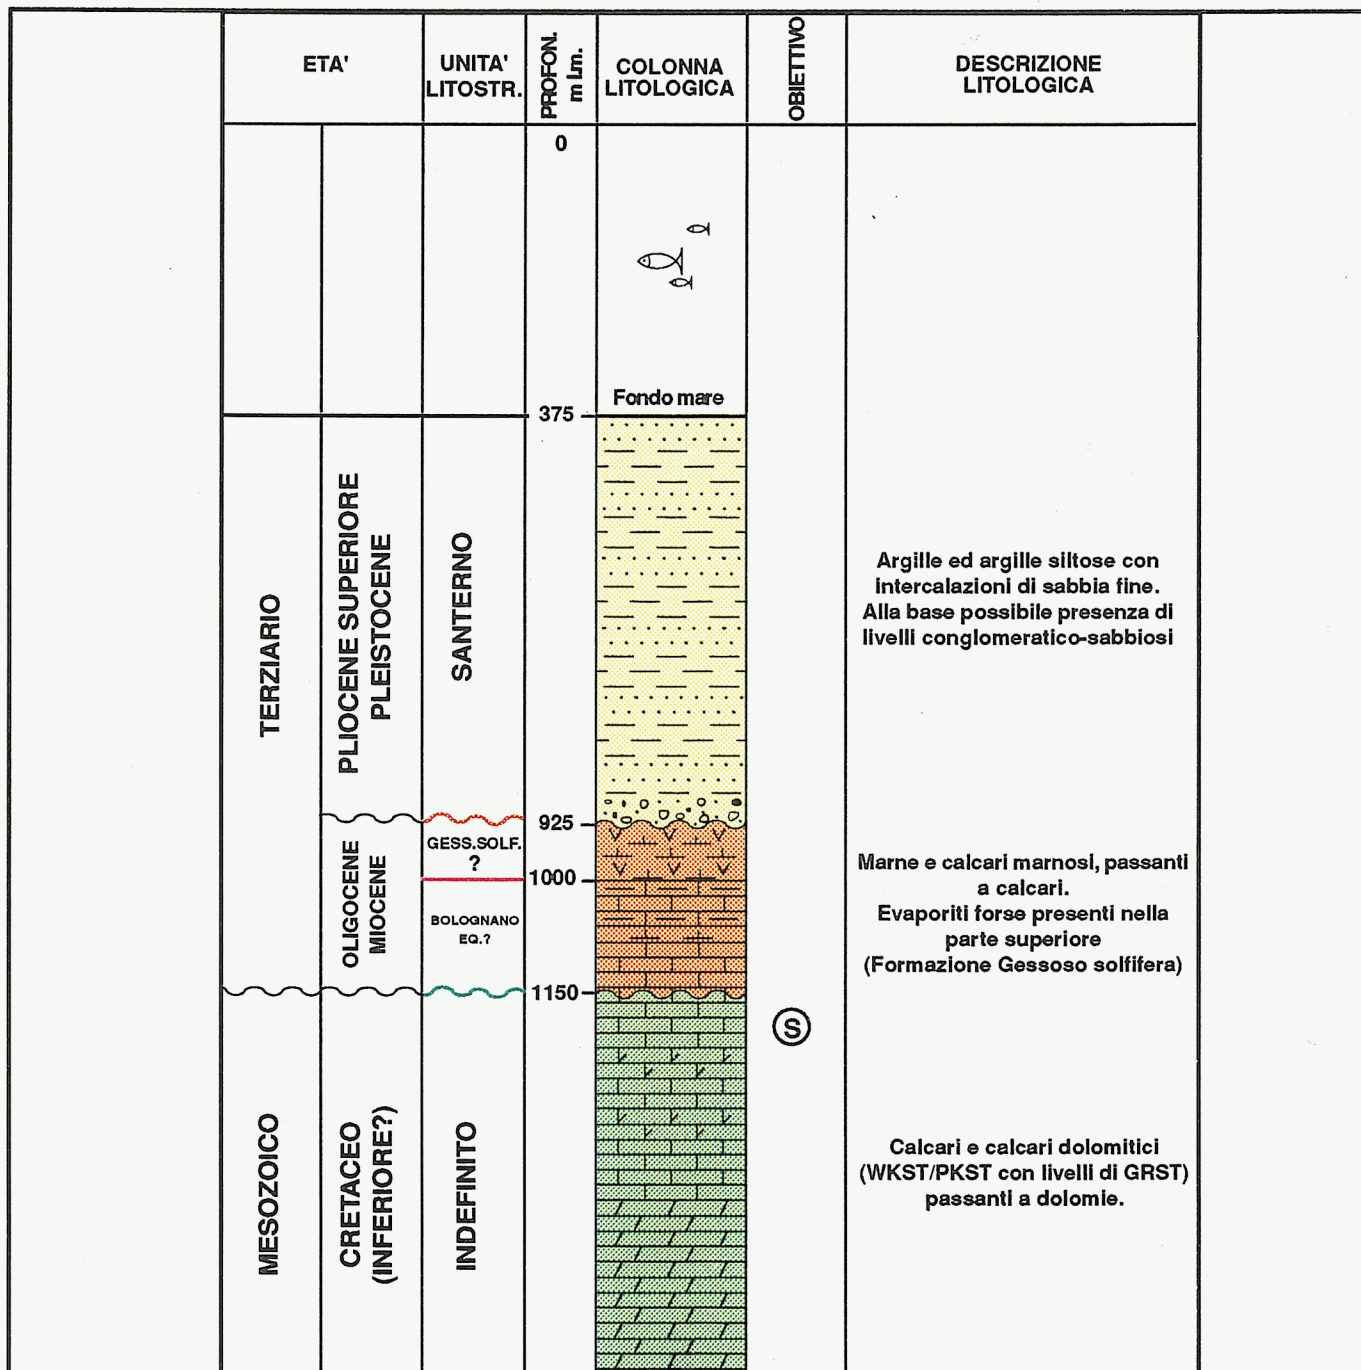 ETA'
UNITA'
LITOSTR.
PROFON.
m l.m.
COLONNA
LITOLOGICA
OBIETTIVO
DESCRIZIONE
LITOLOGICA
0
Fondo mare
375
TERZIARIO
PLIOCENE SUPERIORE
PLEISTOCENE
SANTERNO
Argille ed argille siltose con
intercalazioni di sabbia fine.
Alla base possibile presenza di
livelli conglomeratico-sabbiosi
925
OLIGOCENE
MIOCENE
GESS.SOLF.
?
1000
BOLOGNANO
EQ.?
Marne e calcari marnosi, passanti
a calcari.
Evaporiti forse presenti nella
parte superiore
(Formazione Gessoso solfifera)
1150
S
MESOZOICO
CRETACEO
(INFERIORE?)
INDEFINITO
Calcari e calcari dolomitici
(WKST/PKST con livelli di GRST)
passanti a dolomie.